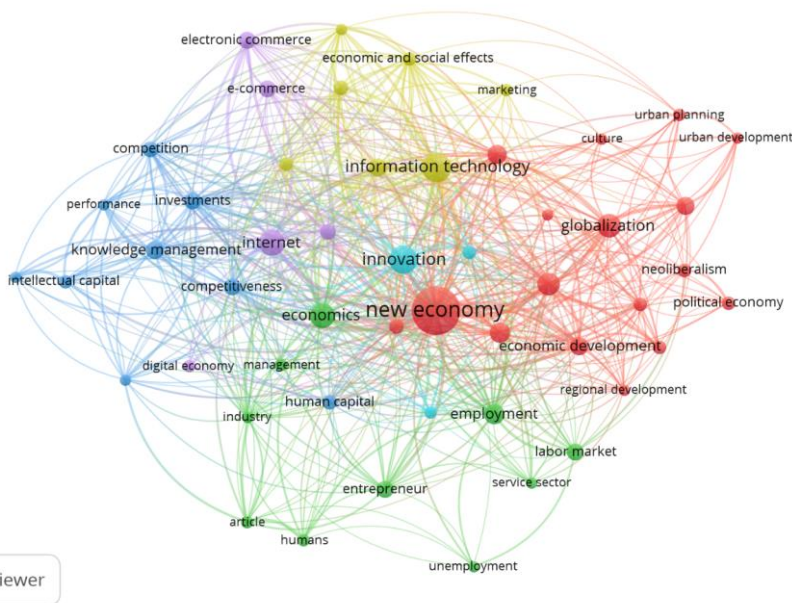 electronic commerce
economic and social effects
e-commerce
marketing
urban planning
culture
urban development
competition
information technology
performance
investments
globalization
knowledge management
internet
innovation
neoliberalism
intellectual capital
competitiveness
political economy
economics
new economy
economic development
digital economy
management
regional development
human capital
industry
employment
labor market
service sector
entrepreneur
article
humans
unemployment
iewer